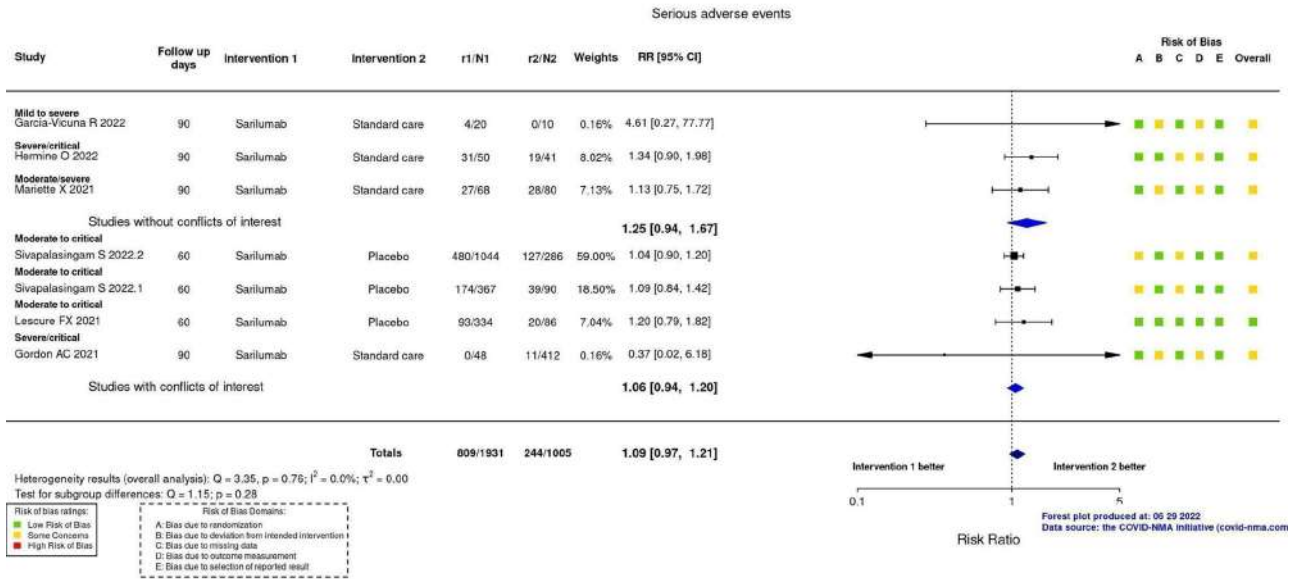 Serious adverse events
Risk of Bias
Study Follow up days Intervention 1 Intervention 2 r1/N1 r2/N2 Weights RR [95% CI] A B C D E Overall
Mild to severe
Garcia-Vicuna R 2022 90 Sarilumab Standard care 4/20 0/10 0.16% 4.61 [0.27, 77.77]
Severe/critical
Hermine O 2022 90 Sarilumab Standard care 31/50 19/41 8.02% 1.34 [0.90, 1.98]
Moderate/severe
Mariette X 2021 90 Sarilumab Standard care 27/68 28/80 7.13% 1.13 [0.75, 1.72]
Studies without conflicts of interest 1.25 [0.94, 1.67]
Moderate to critical
Sivapalasingam S 2022.2 60 Sarilumab Placebo 480/1044 127/286 59.00% 1.04 [0.90, 1.20]
Moderate to critical
Sivapalasingam S 2022.1 60 Sarilumab Placebo 174/367 39/90 18.50% 1.09 [0.84, 1.42]
Moderate to critical
Lescure FX 2021 60 Sarilumab Placebo 93/334 20/86 7.04% 1.20 [0.79, 1.82]
Severe/critical
Gordon AC 2021 90 Sarilumab Standard care 0/48 11/412 0.16% 0.37 [0.02, 6.18]
Studies with conflicts of interest 1.06 [0.94, 1.20]
Totals 809/1931 244/1005 1.09 [0.97, 1.21]
Heterogeneity results (overall analysis): Q = 3.35, p = 0.76; I² = 0.0%; τ² = 0.00
Test for subgroup differences: Q = 1.15; p = 0.28
Intervention 1 better Intervention 2 better
0.1 1 5
Risk Ratio
Forest plot produced at: 06 29 2022
Data source: the COVID-NMA initiative (covid-nma.com
Risk of bias ratings:
Low Risk of Bias
Some Concerns
High Risk of Bias
Risk of Bias Domains:
A: Bias due to randomization
B: Bias due to deviation from intended intervention
C: Bias due to missing data
D: Bias due to outcome measurement
E: Bias due to selection of reported result